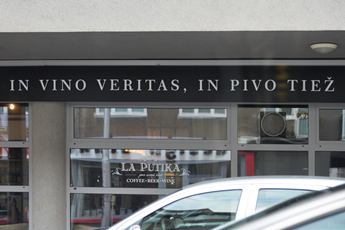 IN VINO VERITAS, IN PIVO TIEŽ
LA PUTIKA
COFFEE·BEER·WINE